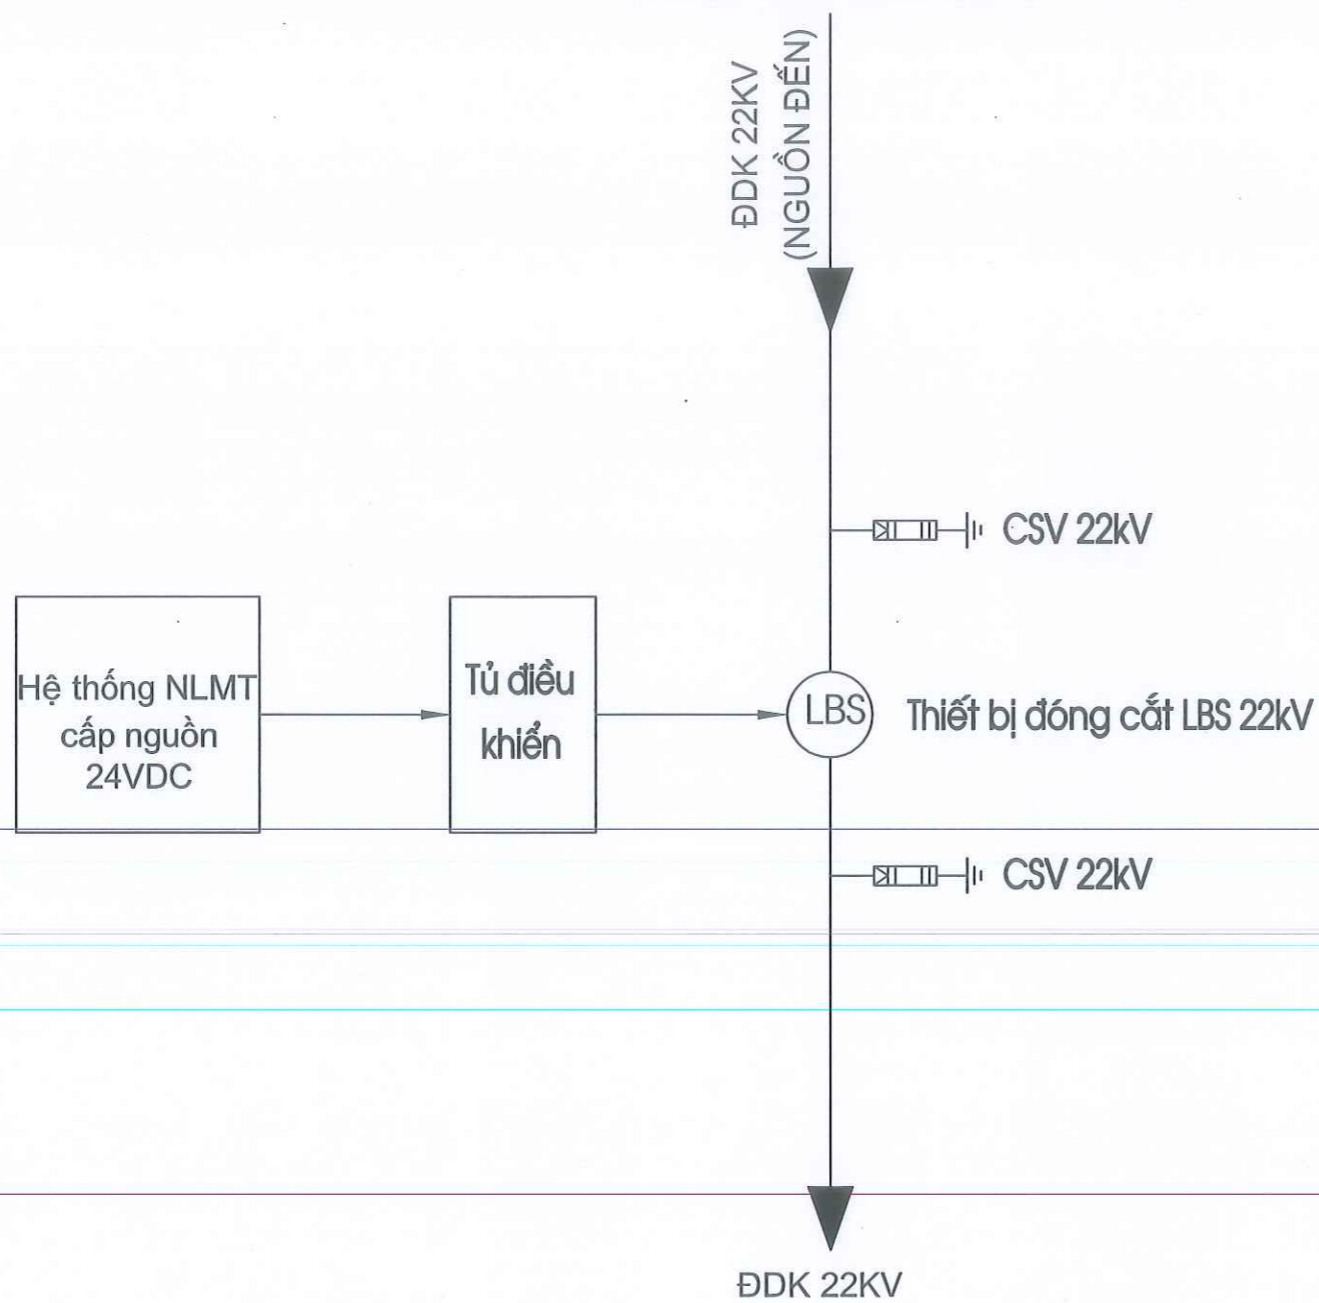 ĐDK 22KV
(NGUỒN ĐẾN)
CSV 22kV
Hệ thống NLMT
cấp nguồn
24VDC
Tủ điều
khiển
LBS
Thiết bị đóng cắt LBS 22kV
CSV 22kV
ĐDK 22KV